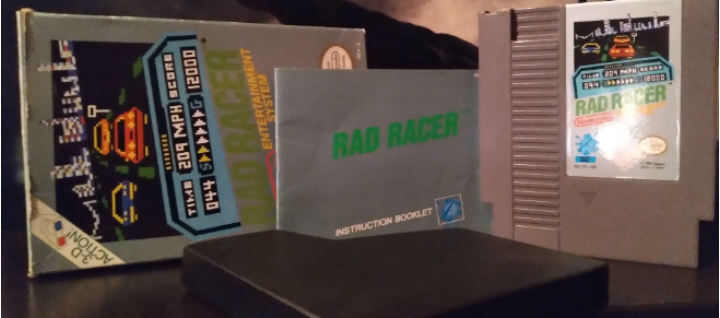 TIME 209 MPH SCORE
044 12000
RAD RACER
ENTERTAINMENT
SYSTEM
3-D
ACTION!
RAD RACER
INSTRUCTION BOOKLET
TIME 209 MPH SCORE
044 12000
RAD RACER